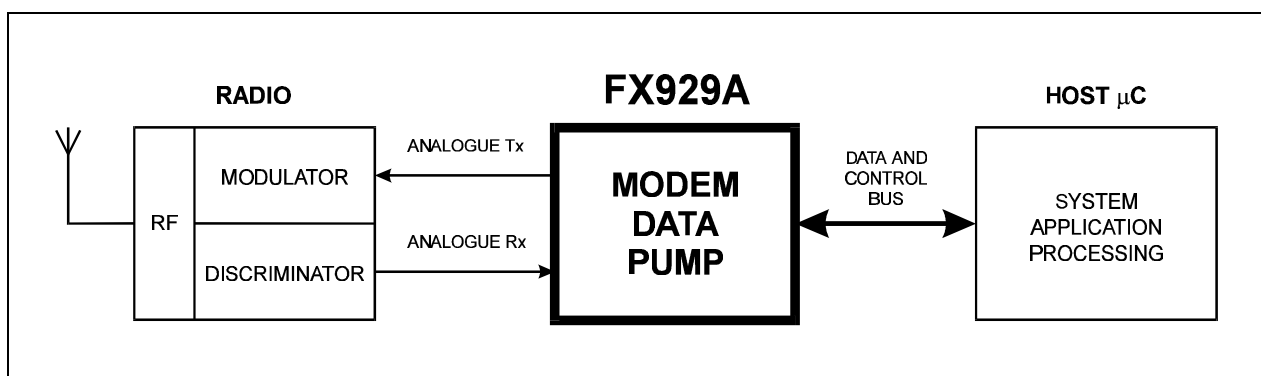 RADIO
RF
MODULATOR
DISCRIMINATOR
ANALOGUE Tx
ANALOGUE Rx
FX929A
MODEM
DATA
PUMP
DATA AND
CONTROL
BUS
HOST μC
SYSTEM
APPLICATION
PROCESSING